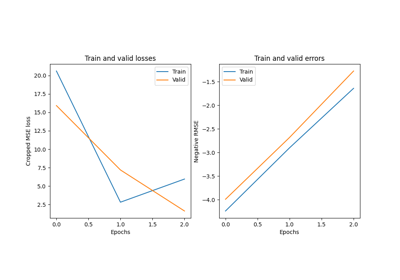 Train and valid losses
Train
Valid
20.0
17.5
15.0
12.5
10.0
7.5
5.0
2.5
Cropped MSE loss
0.0
0.5
1.0
1.5
2.0
Epochs
Train and valid errors
Train
Valid
−1.5
−2.0
−2.5
−3.0
−3.5
−4.0
Negative RMSE
0.0
0.5
1.0
1.5
2.0
Epochs